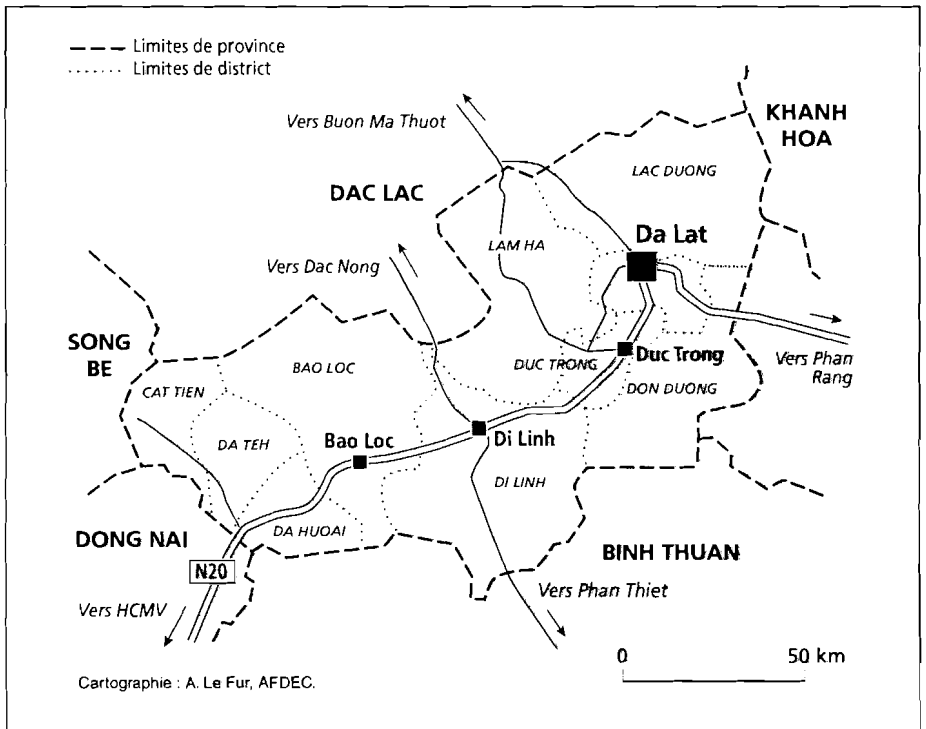 Limites de province
Limites de district
KHANH
HOA
Vers Buon Ma Thuot
LAC DUONG
DAC LAC
Da Lat
LAM HA
Vers Dac Nong
SONG
BE
BAO LOC
DUC TRONG
Duc Trong
Vers Phan
Rang
CAT TIEN
DON DUONG
DA TEH
Bao Loc
Di Linh
DI LINH
DONG NAI
DA HUOAI
BINH THUAN
N20
Vers HCMV
Vers Phan Thiet
0 50 km
Cartographie : A. Le Fur, AFDEC.